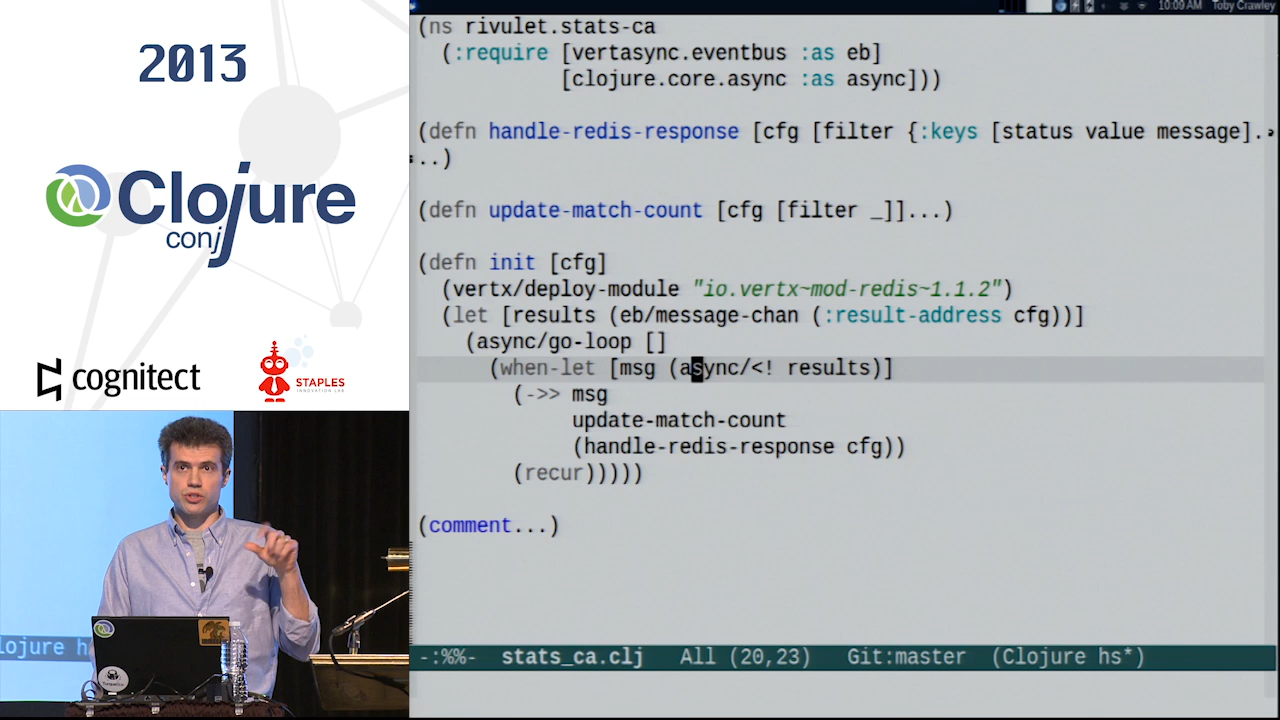 2013
Clojure
conj
cognitect
STAPLES
INNOVATION LAB
lojure h
10:09 AM Toby Crawley
(ns rivulet.stats-ca
(:require [vertasync.eventbus :as eb]
[clojure.core.async :as async]))
(defn handle-redis-response [cfg [filter {:keys [status value message].
..)
(defn update-match-count [cfg [filter _]]...)
(defn init [cfg]
(vertx/deploy-module "io.vertx~mod-redis~1.1.2")
(let [results (eb/message-chan (:result-address cfg))]
(async/go-loop []
(when-let [msg (async/<! results)]
(->> msg
update-match-count
(handle-redis-response cfg))
(recur)))))
(comment...)
-:%%- stats_ca.clj All (20,23) Git:master (Clojure hs*)